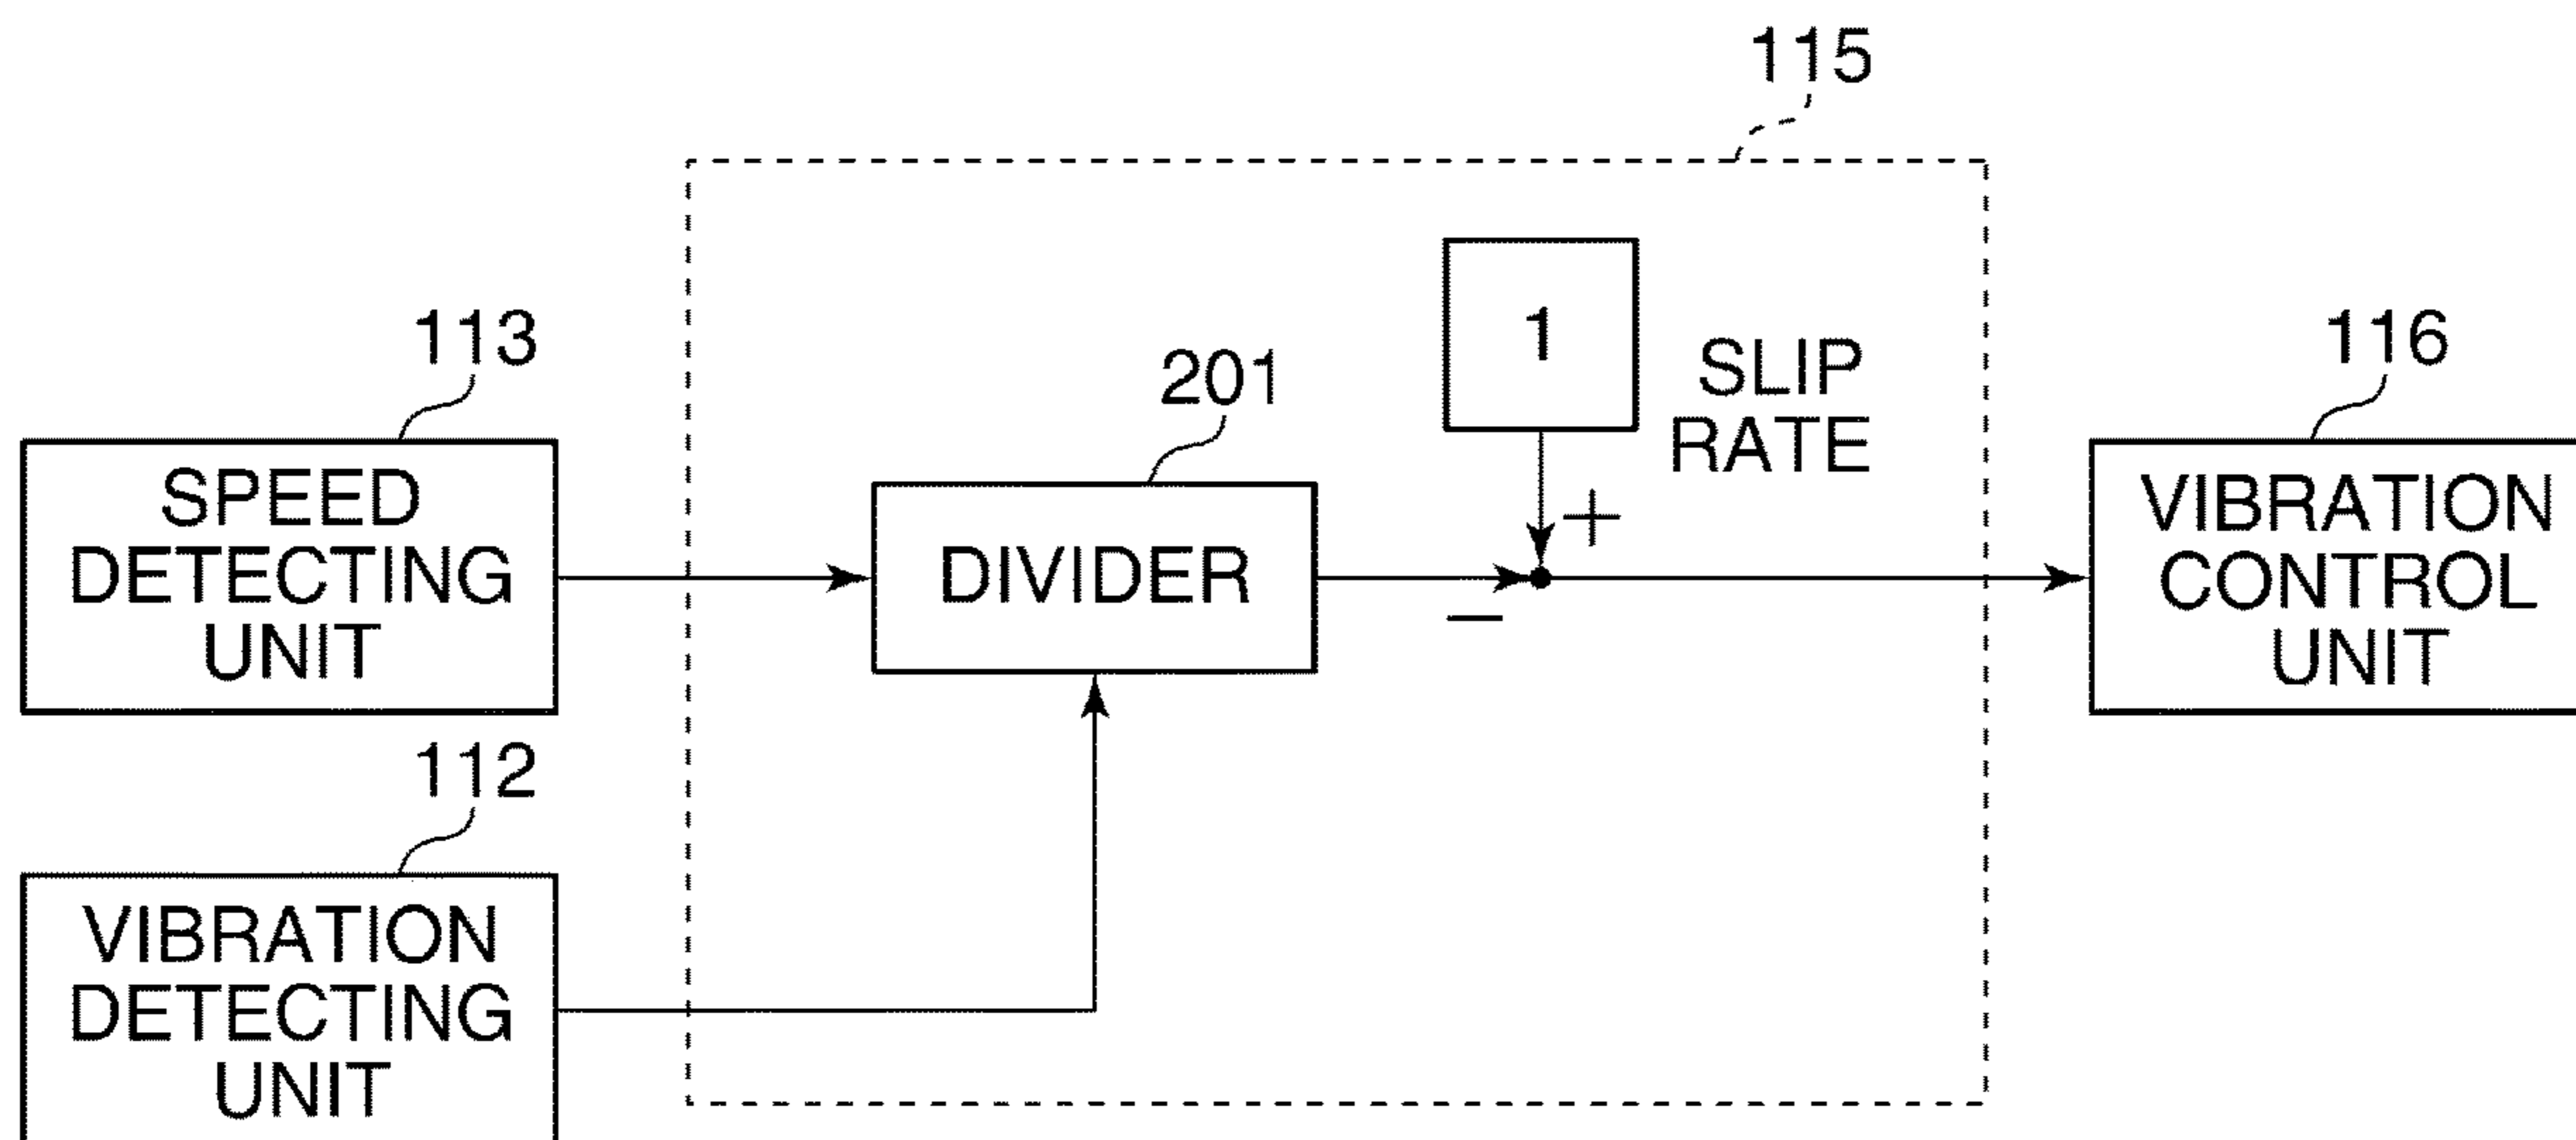 115
1
SLIP
RATE
113
201
116
SPEED
DETECTING
UNIT
DIVIDER
+
−
VIBRATION
CONTROL
UNIT
112
VIBRATION
DETECTING
UNIT